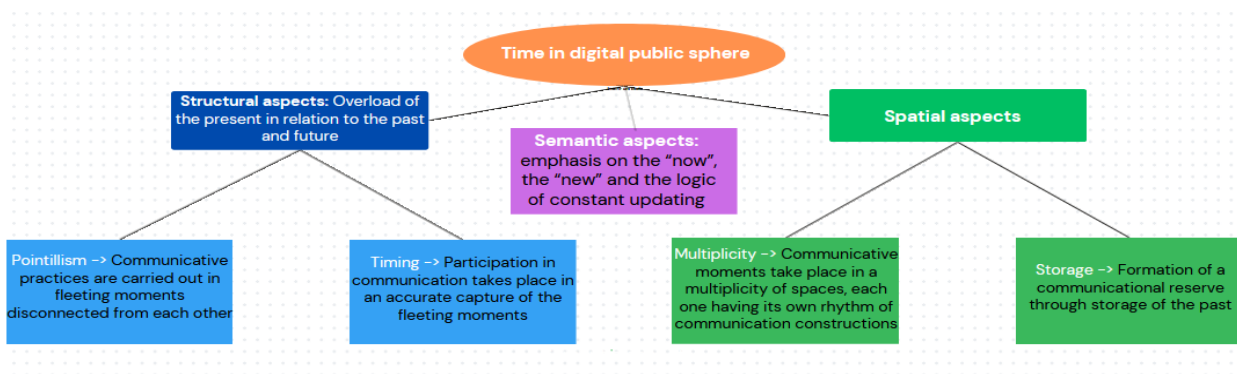 Time in digital public sphere
Structural aspects: Overload of
the present in relation to the past
and future
Semantic aspects:
emphasis on the “now”,
the “new” and the logic
of constant updating
Spatial aspects
Pointillism -> Communicative
practices are carried out in
fleeting moments
disconnected from each other
Timing -> Participation in
communication takes place in
an accurate capture of the
fleeting moments
Multiplicity -> Communicative
moments take place in a
multiplicity of spaces, each
one having its own rhythm of
communication constructions
Storage -> Formation of a
communicational reserve
through storage of the past